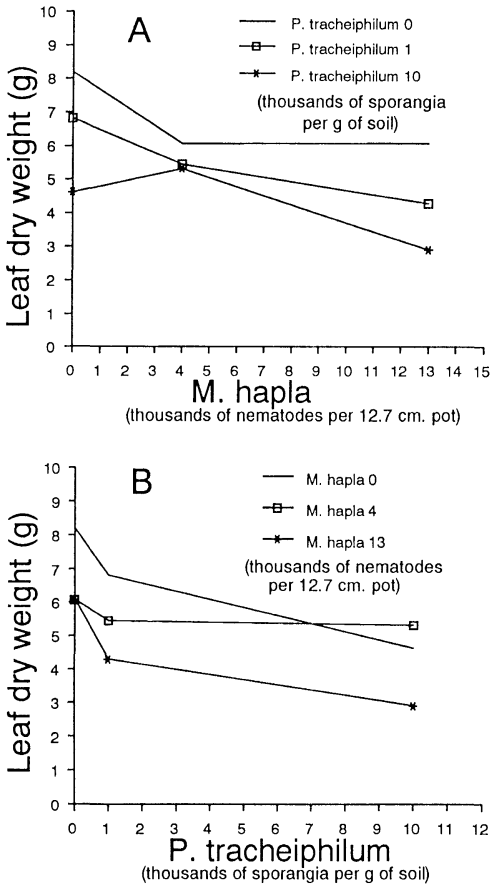 A
P. tracheiphilum 0
P. tracheiphilum 1
P. tracheiphilum 10
(thousands of sporangia
per g of soil)
Leaf dry weight (g)
10
9
8
7
6
5
4
3
2
1
0
0 1 2 3 4 5 6 7 8 9 10 11 12 13 14 15
M. hapla
(thousands of nematodes per 12.7 cm. pot)
B
M. hapla 0
M. hapla 4
M. hapla 13
(thousands of nematodes
per 12.7 cm. pot)
Leaf dry weight (g)
10
9
8
7
6
5
4
3
2
1
0
0 1 2 3 4 5 6 7 8 9 10 11 12
P. tracheiphilum
(thousands of sporangia per g of soil)